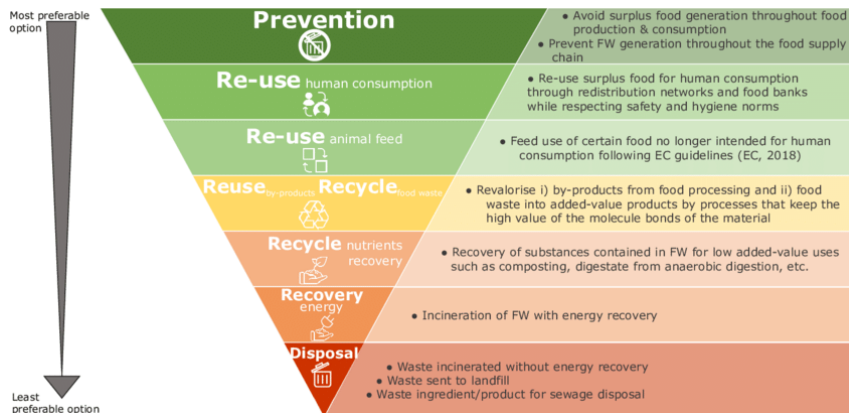 Most preferable
option
Prevention
● Avoid surplus food generation throughout food
production & consumption
● Prevent FW generation throughout the food supply
chain
Re-use human consumption
● Re-use surplus food for human consumption
through redistribution networks and food banks
while respecting safety and hygiene norms
Re-use animal feed
● Feed use of certain food no longer intended for human
consumption following EC guidelines (EC, 2018)
Reuse by-products Recycle food waste
● Revalorise i) by-products from food processing and ii) food
waste into added-value products by processes that keep the
high value of the molecule bonds of the material
Recycle nutrients
recovery
● Recovery of substances contained in FW for low added-value uses
such as composting, digestate from anaerobic digestion, etc.
Recovery
energy
● Incineration of FW with energy recovery
Disposal
● Waste incinerated without energy recovery
● Waste sent to landfill
● Waste ingredient/product for sewage disposal
Least
preferable option